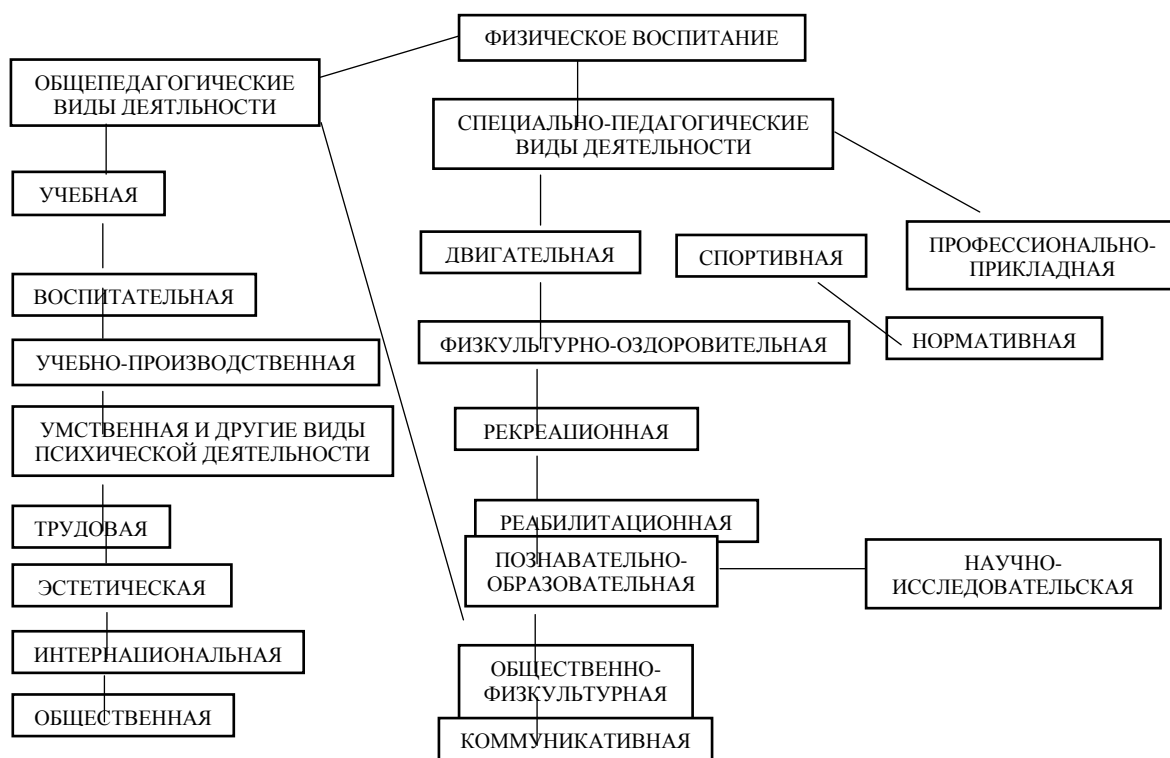 ФИЗИЧЕСКОЕ ВОСПИТАНИЕ
ОБЩЕПЕДАГОГИЧЕСКИЕ
ВИДЫ ДЕЯТЛЬНОСТИ
СПЕЦИАЛЬНО-ПЕДАГОГИЧЕСКИЕ
ВИДЫ ДЕЯТЕЛЬНОСТИ
УЧЕБНАЯ
ВОСПИТАТЕЛЬНАЯ
УЧЕБНО-ПРОИЗВОДСТВЕННАЯ
УМСТВЕННАЯ И ДРУГИЕ ВИДЫ
ПСИХИЧЕСКОЙ ДЕЯТЕЛЬНОСТИ
ТРУДОВАЯ
ЭСТЕТИЧЕСКАЯ
ИНТЕРНАЦИОНАЛЬНАЯ
ОБЩЕСТВЕННАЯ
ДВИГАТЕЛЬНАЯ
СПОРТИВНАЯ
ПРОФЕССИОНАЛЬНО-
ПРИКЛАДНАЯ
ФИЗКУЛЬТУРНО-ОЗДОРОВИТЕЛЬНАЯ
НОРМАТИВНАЯ
РЕКРЕАЦИОННАЯ
РЕАБИЛИТАЦИОННАЯ
ПОЗНАВАТЕЛЬНО-
ОБРАЗОВАТЕЛЬНАЯ
НАУЧНО-
ИССЛЕДОВАТЕЛЬСКАЯ
ОБЩЕСТВЕННО-
ФИЗКУЛЬТУРНАЯ
КОММУНИКАТИВНАЯ